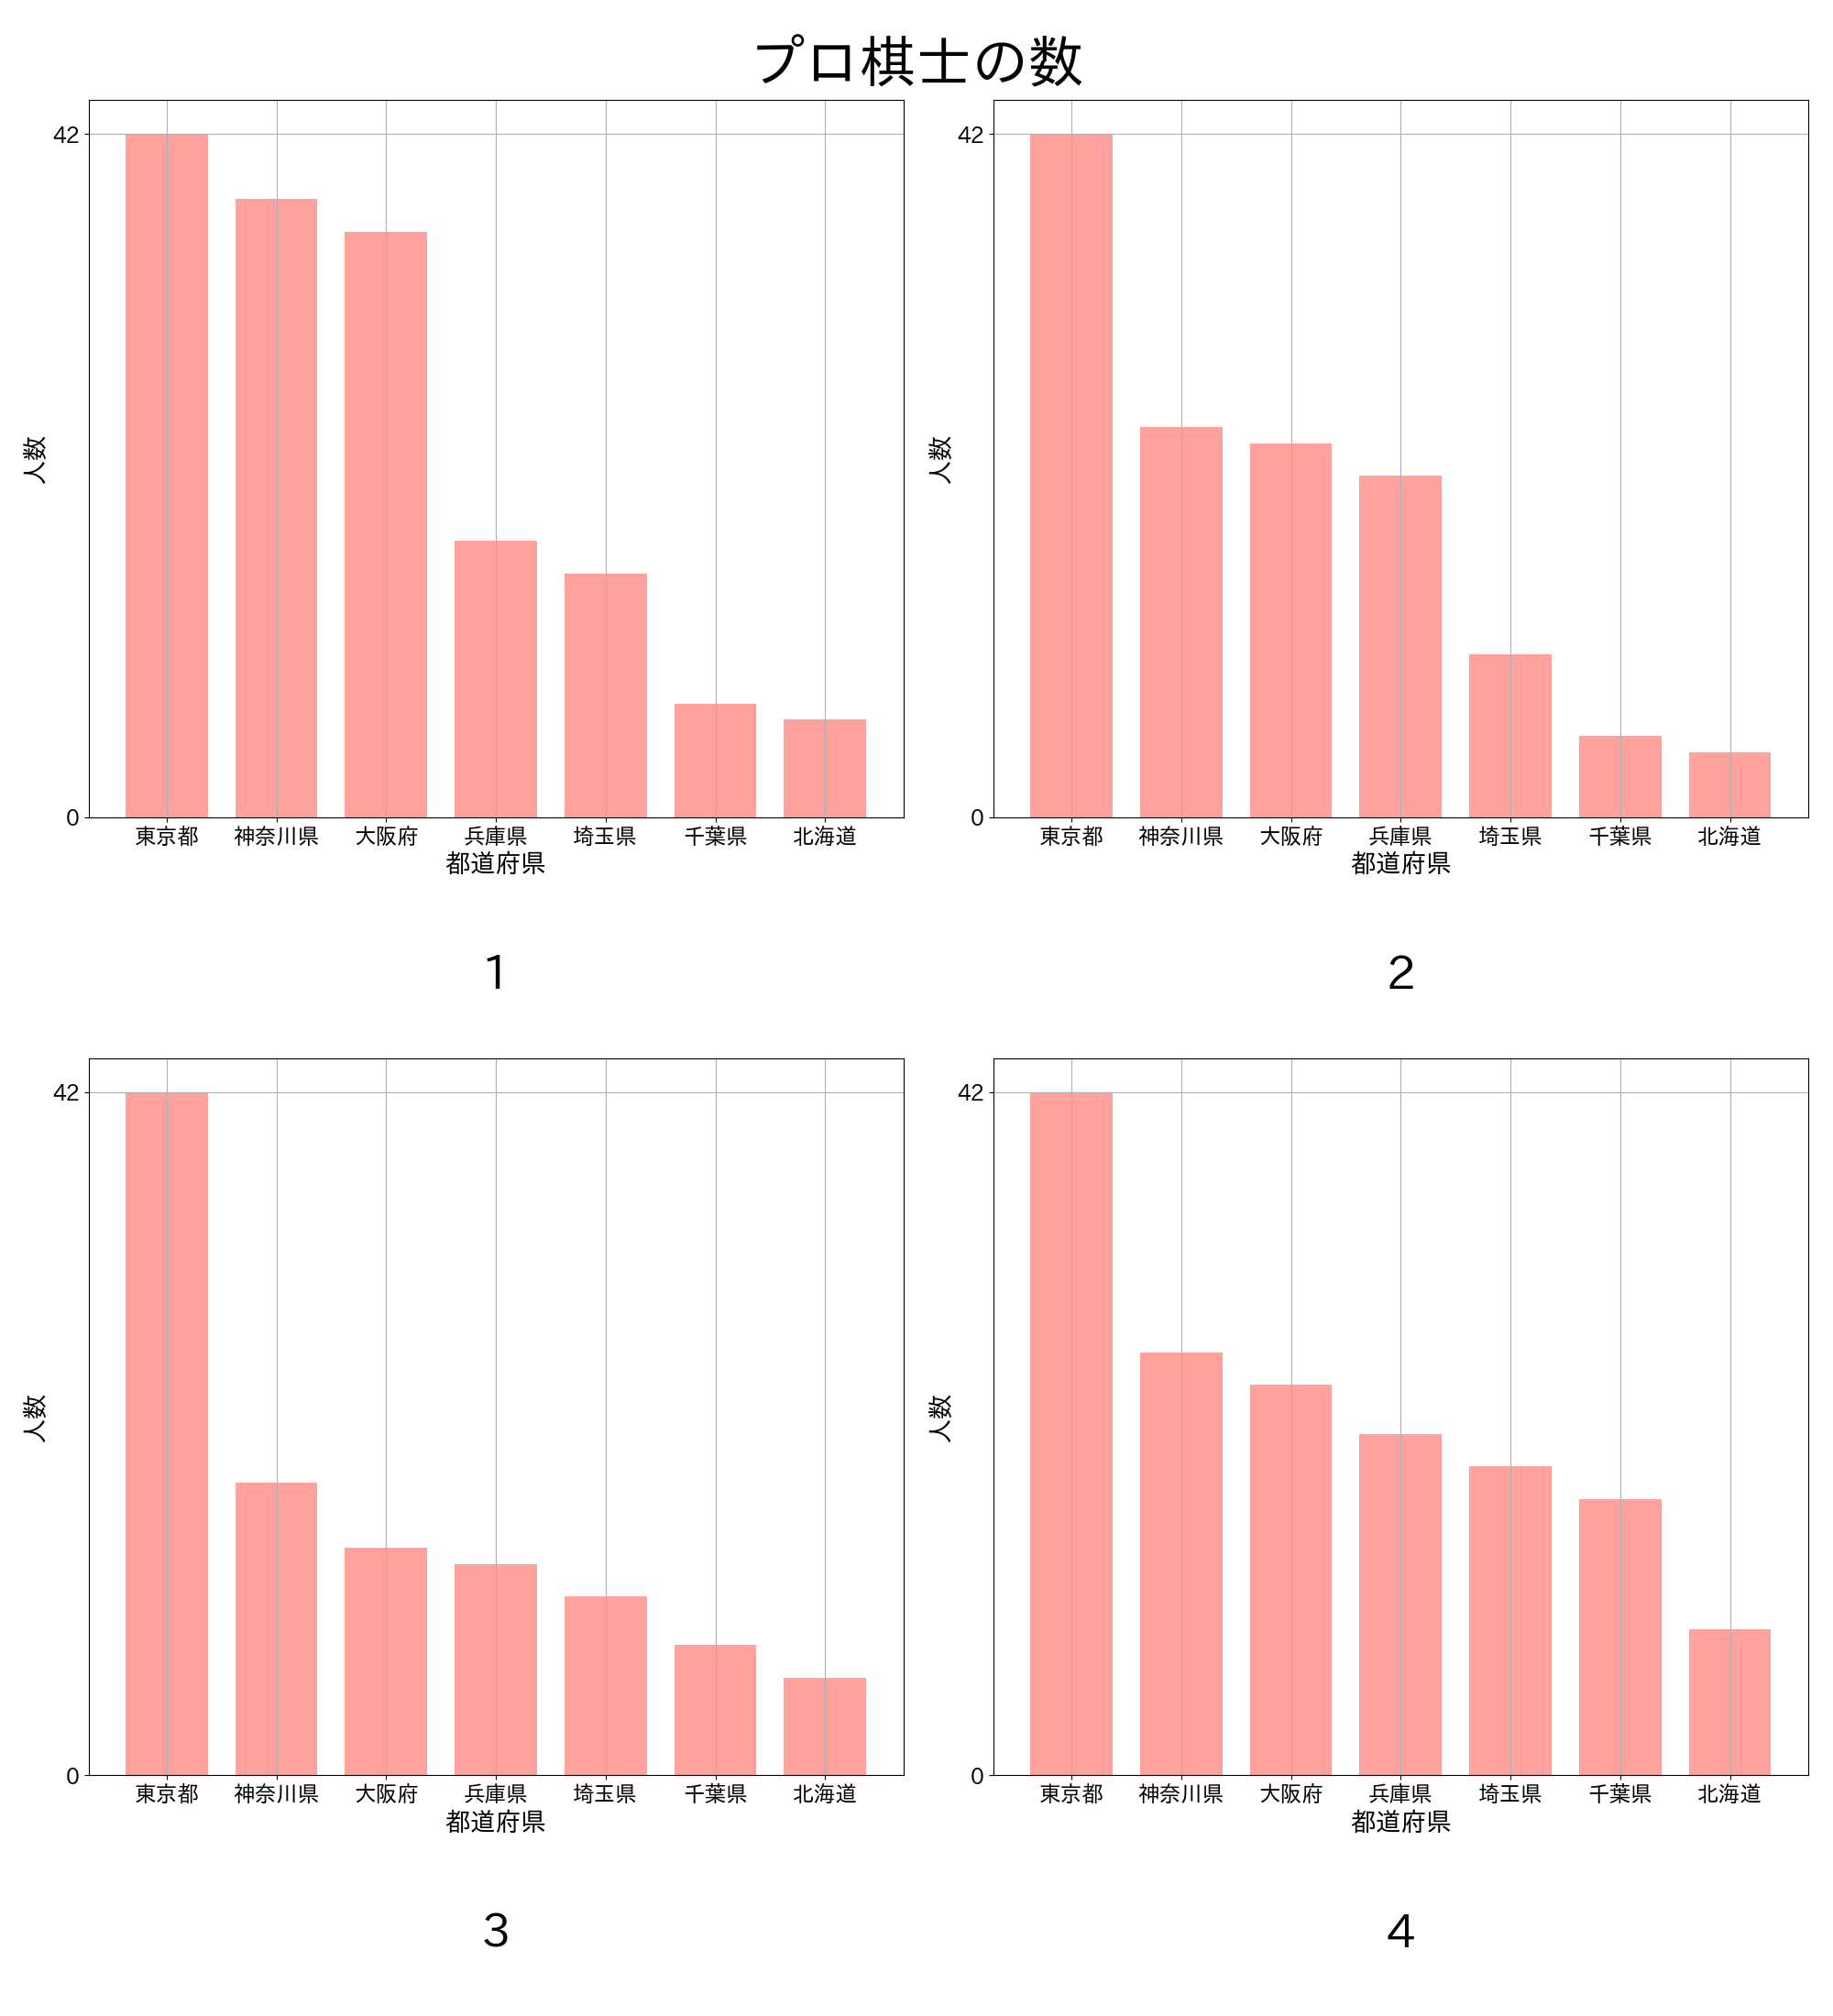 プロ棋士の数
42
0
人数
東京都 神奈川県 大阪府 兵庫県 埼玉県 千葉県 北海道
都道府県
1
42
0
人数
東京都 神奈川県 大阪府 兵庫県 埼玉県 千葉県 北海道
都道府県
2
42
0
人数
東京都 神奈川県 大阪府 兵庫県 埼玉県 千葉県 北海道
都道府県
3
42
0
人数
東京都 神奈川県 大阪府 兵庫県 埼玉県 千葉県 北海道
都道府県
4